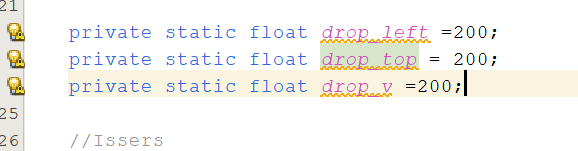 21
private static float drop_left =200;
private static float drop_top = 200;
private static float drop_v =200;
25
26 //Issers